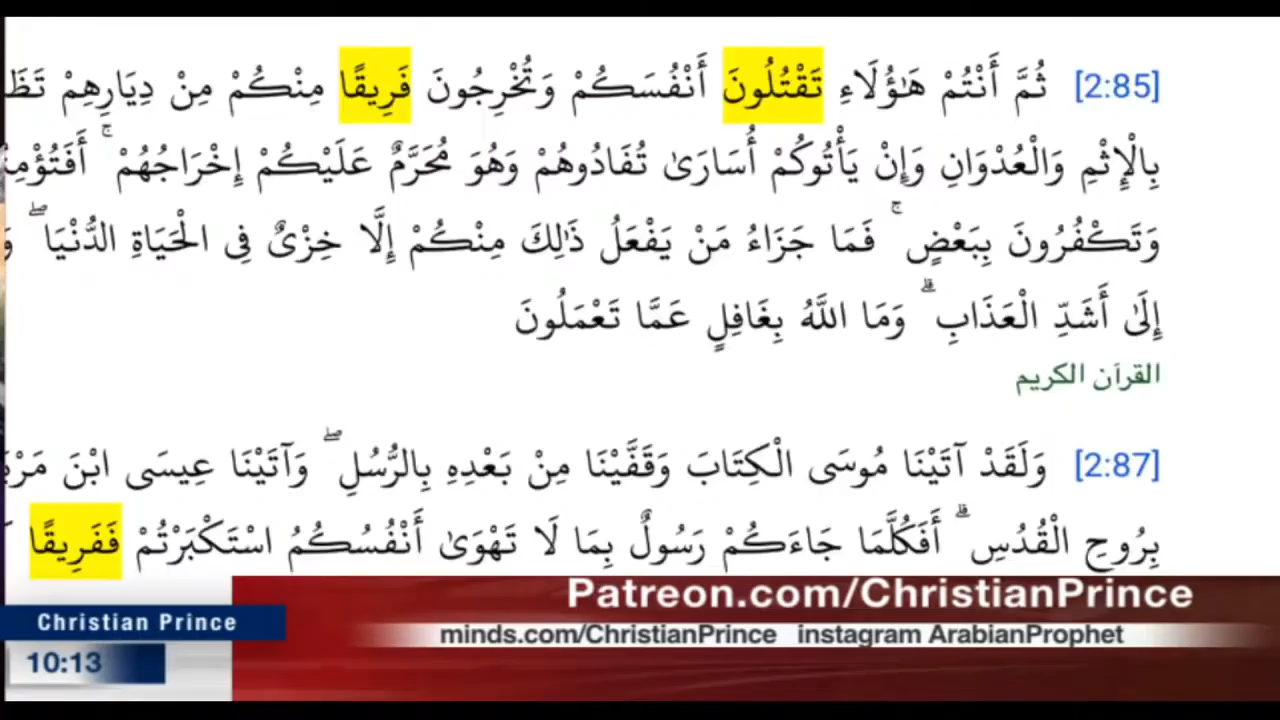 [2:85] ثُمَّ أَنْتُمْ هَٰؤُلَاءِ تَقْتُلُونَ أَنْفُسَكُمْ وَتُخْرِجُونَ فَرِيقًا مِنْكُمْ مِنْ دِيَارِهِمْ
بِالْإِثْمِ وَالْعُدْوَانِ وَإِنْ يَأْتُوكُمْ أُسَارَىٰ تُفَادُوهُمْ وَهُوَ مُحَرَّمٌ عَلَيْكُمْ إِخْرَاجُهُمْ ۚ
وَتَكْفُرُونَ بِبَعْضٍ ۚ فَمَا جَزَاءُ مَنْ يَفْعَلُ ذَٰلِكَ مِنْكُمْ إِلَّا خِزْيٌ فِي الْحَيَاةِ الدُّنْيَا ۖ
إِلَىٰ أَشَدِّ الْعَذَابِ ۗ وَمَا اللَّهُ بِغَافِلٍ عَمَّا تَعْمَلُونَ
القرآن الكريم
[2:87] وَلَقَدْ آتَيْنَا مُوسَى الْكِتَابَ وَقَفَّيْنَا مِنْ بَعْدِهِ بِالرُّسُلِ ۖ وَآتَيْنَا عِيسَى ابْنَ
بِرُوحِ الْقُدُسِ ۗ أَفَكُلَّمَا جَاءَكُمْ رَسُولٌ بِمَا لَا تَهْوَىٰ أَنْفُسُكُمُ اسْتَكْبَرْتُمْ فَفَرِيقًا
Patreon.com/ChristianPrince
Christian Prince
minds.com/ChristianPrince instagram ArabianProphet
10:13